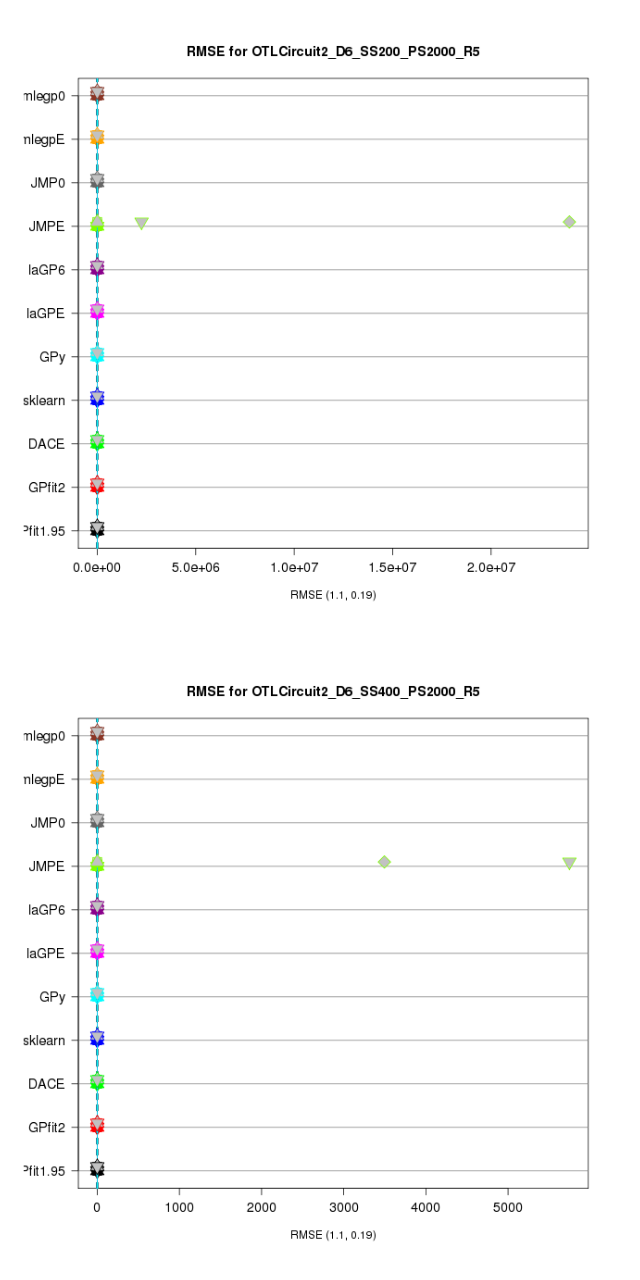 RMSE for OTLCircuit2_D6_SS200_PS2000_R5
mlegp0
mlegpE
JMP0
JMPE
laGP6
laGPE
GPy
sklearn
DACE
GPfit2
Pfit1.95
0.0e+00 5.0e+06 1.0e+07 1.5e+07 2.0e+07
RMSE (1.1, 0.19)
RMSE for OTLCircuit2_D6_SS400_PS2000_R5
mlegp0
mlegpE
JMP0
JMPE
laGP6
laGPE
GPy
sklearn
DACE
GPfit2
Pfit1.95
0 1000 2000 3000 4000 5000
RMSE (1.1, 0.19)